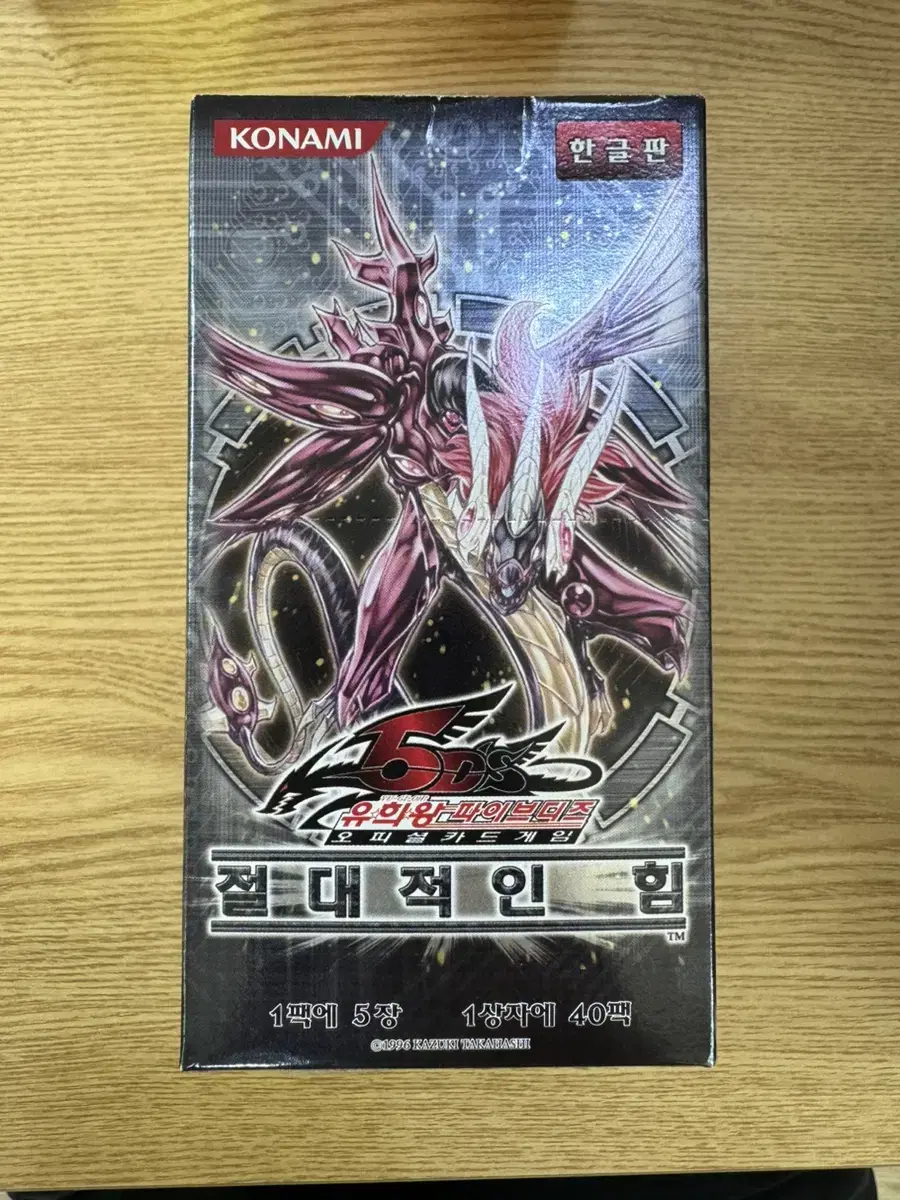 KONAMI
한글판
5D's
유희왕 파이브디즈
오피셜카드게임
절대적인 힘
TM
1팩에 5장 1상자에 40팩
©1996 KAZUKI TAKAHASHI